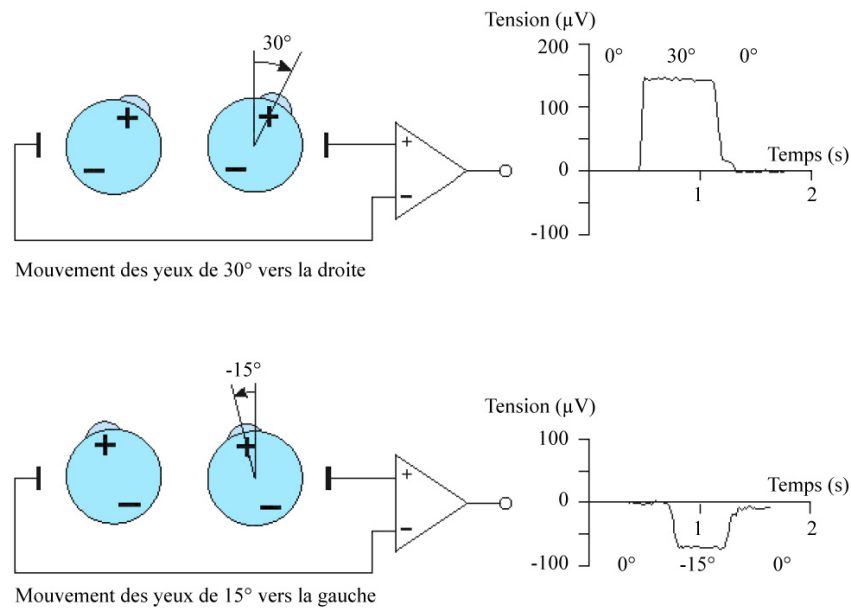 Tension (µV)
30°
200
0° 30° 0°
150
100
+ +
+
Temps (s)
− −
0
−
1 2
-100
Mouvement des yeux de 30° vers la droite
-15°
Tension (µV)
100
+ +
+
Temps (s)
0
− −
−
1 2
-100
0° -15° 0°
Mouvement des yeux de 15° vers la gauche